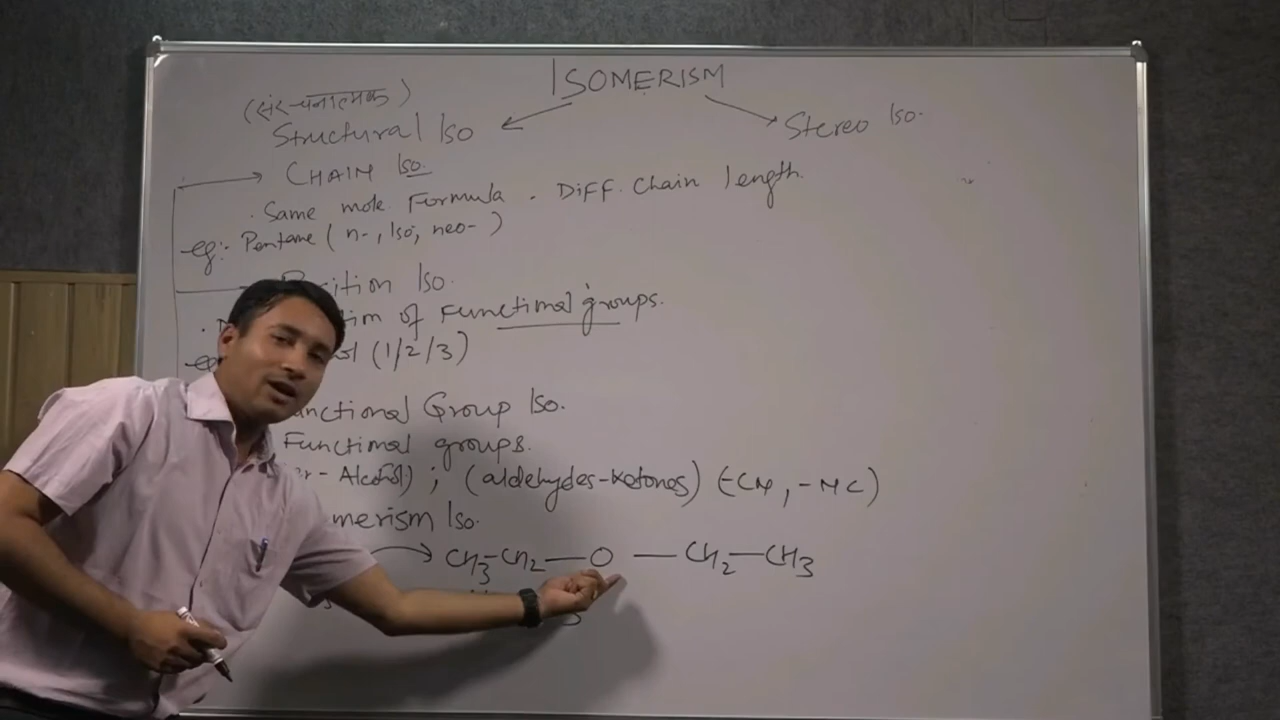 ISOMERISM
(संर-चनात्मक)
Structural Iso
Stereo Iso.
CHAIN Iso.
. Same mole. Formula . Diff. Chain length.
eg:- Pentane ( n-, Iso, neo- )
Position Iso.
of Functional groups.
(1/2/3)
Functional Group Iso.
Functional groups.
- Alcohol) ; (aldehydes-Ketones) (-CN, -NC)
merism Iso.
CH3-CH2—O—CH2—CH3